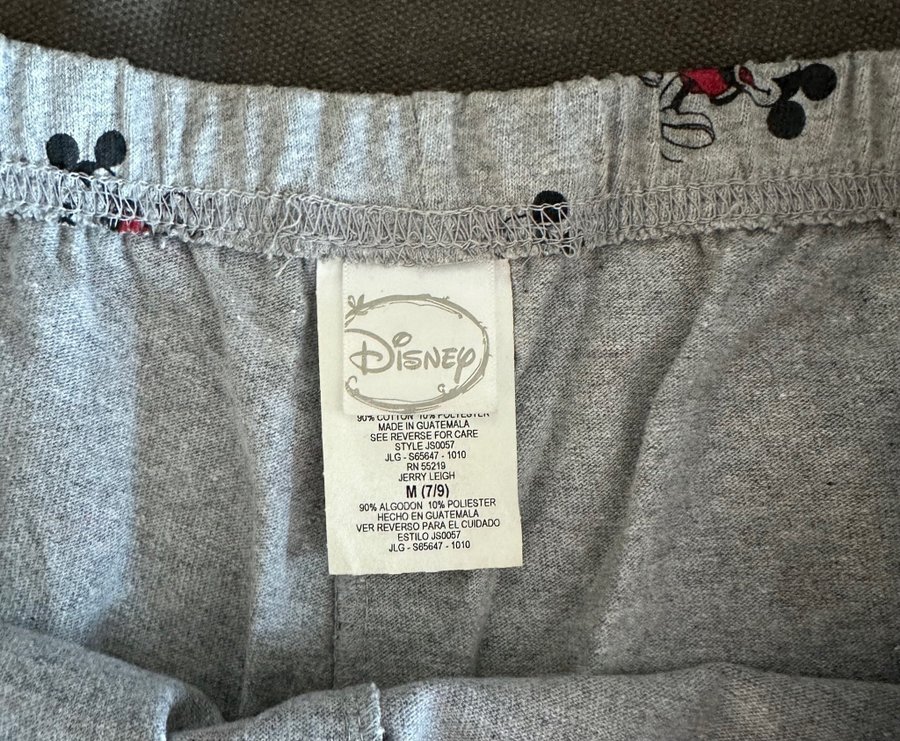 Disney
90% COTTON 10% POLYESTER
MADE IN GUATEMALA
SEE REVERSE FOR CARE
STYLE JS0057
JLG - S65647 - 1010
RN 55219
JERRY LEIGH
M (7/9)
90% ALGODON 10% POLIESTER
HECHO EN GUATEMALA
VER REVERSO PARA EL CUIDADO
ESTILO JS0057
JLG - S65647 - 1010